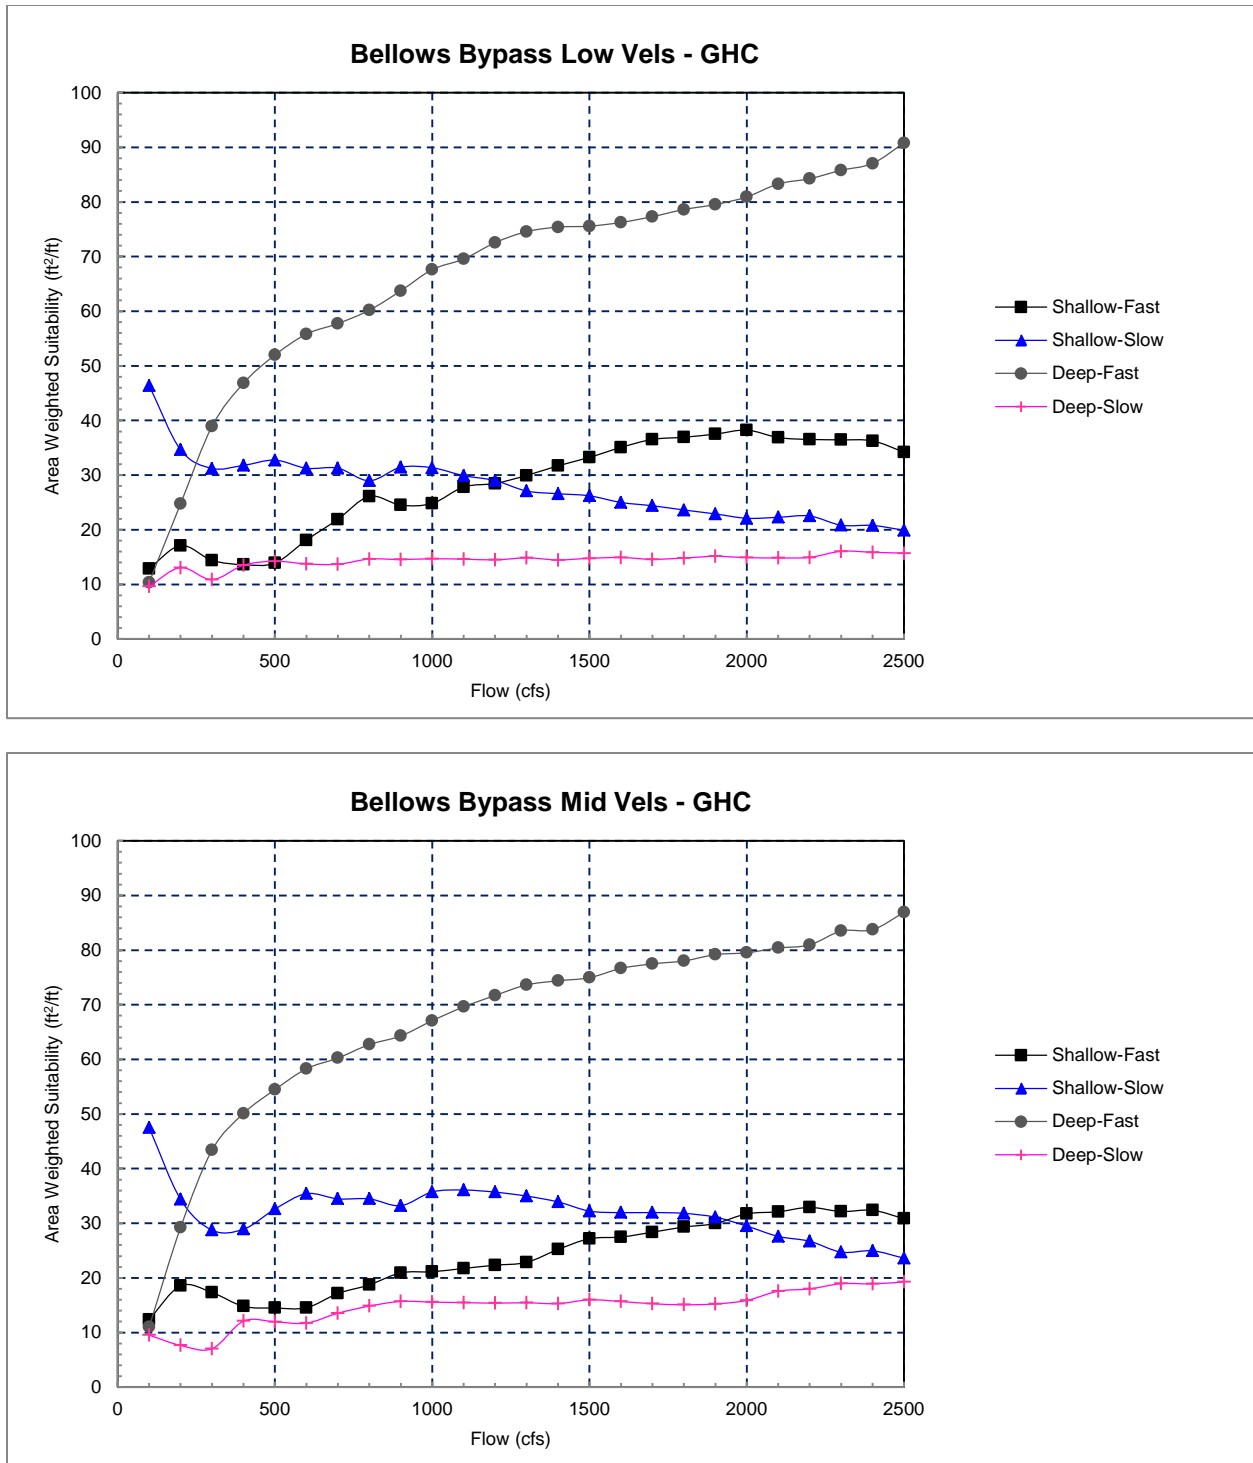 Bellows Bypass Low Vels - GHC
Area Weighted Suitability (ft²/ft)
100
90
80
70
60
50
40
30
20
10
0
0 500 1000 1500 2000 2500
Flow (cfs)
Shallow-Fast
Shallow-Slow
Deep-Fast
Deep-Slow
Bellows Bypass Mid Vels - GHC
Area Weighted Suitability (ft²/ft)
100
90
80
70
60
50
40
30
20
10
0
0 500 1000 1500 2000 2500
Flow (cfs)
Shallow-Fast
Shallow-Slow
Deep-Fast
Deep-Slow